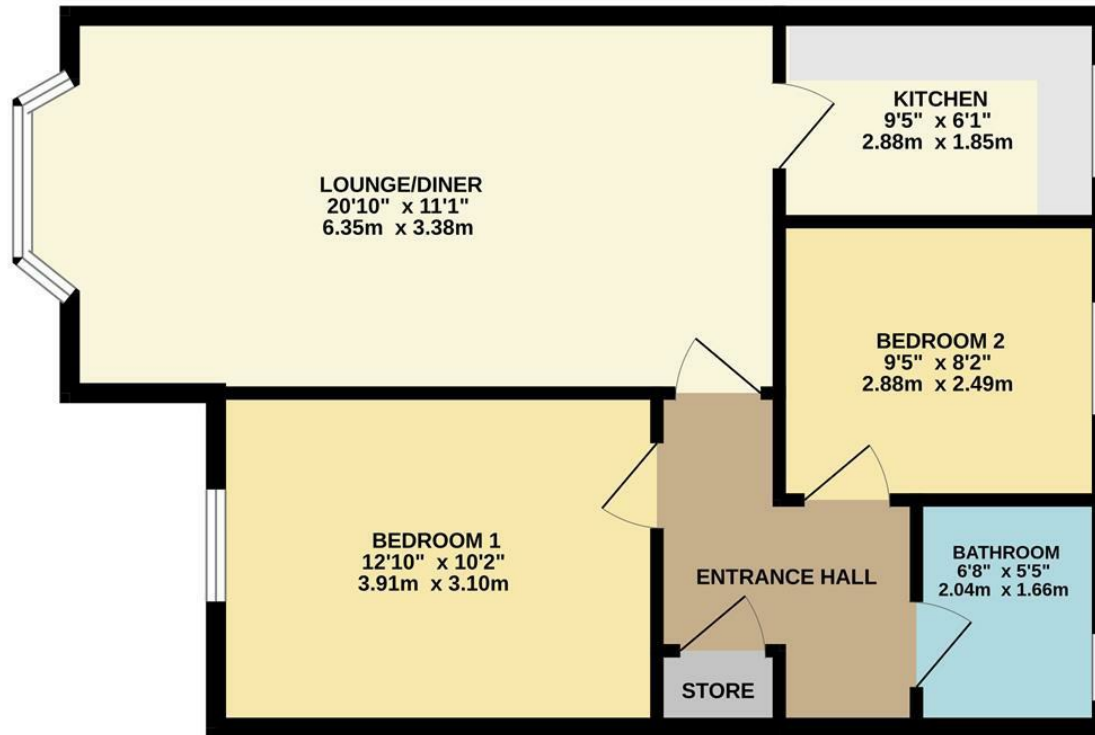 KITCHEN
9'5" x 6'1"
2.88m x 1.85m
LOUNGE/DINER
20'10" x 11'1"
6.35m x 3.38m
BEDROOM 2
9'5" x 8'2"
2.88m x 2.49m
BEDROOM 1
12'10" x 10'2"
3.91m x 3.10m
BATHROOM
6'8" x 5'5"
2.04m x 1.66m
ENTRANCE HALL
STORE